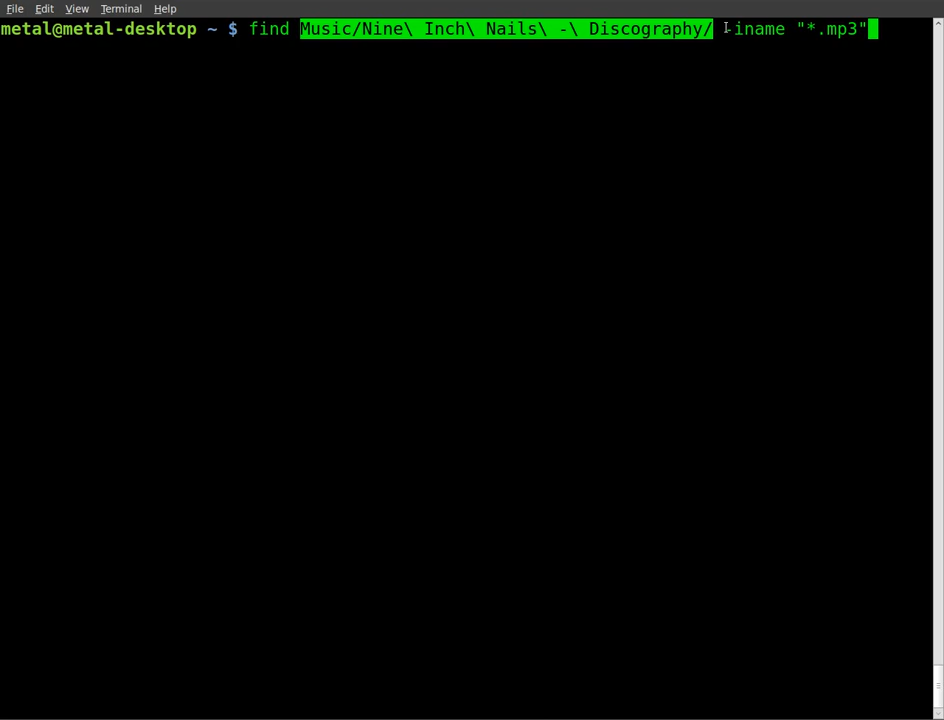 File Edit View Terminal Help
metal@metal-desktop ~ $ find Music/Nine\ Inch\ Nails\ -\ Discography/ -iname "*.mp3"